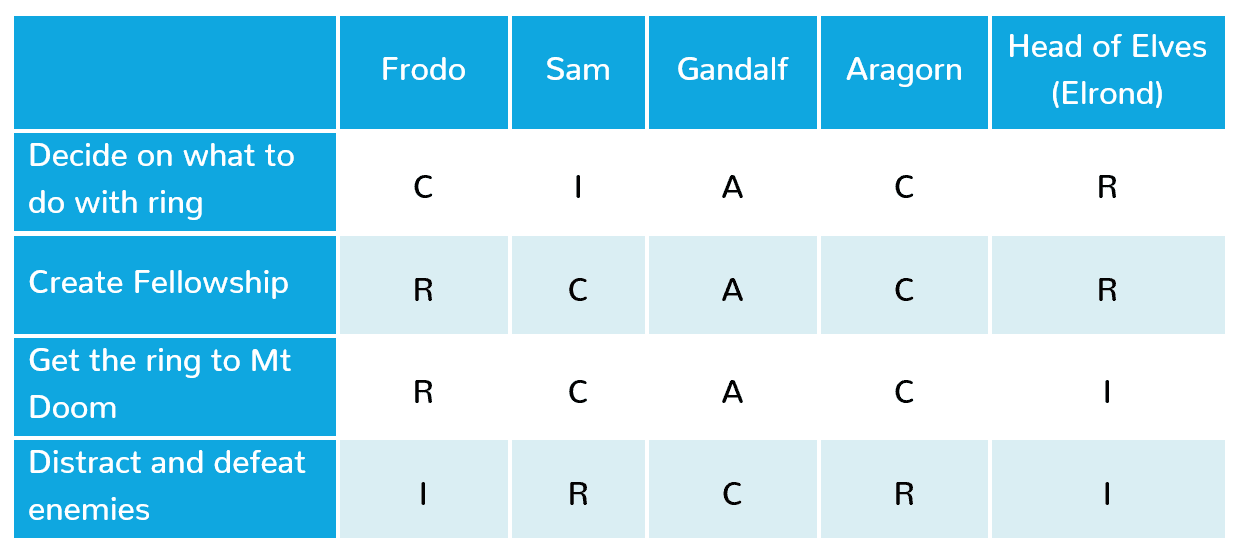 Frodo Sam Gandalf Aragorn Head of Elves
(Elrond)
Decide on what to
do with ring C I A C R
Create Fellowship R C A C R
Get the ring to Mt
Doom R C A C I
Distract and defeat
enemies I R C R I